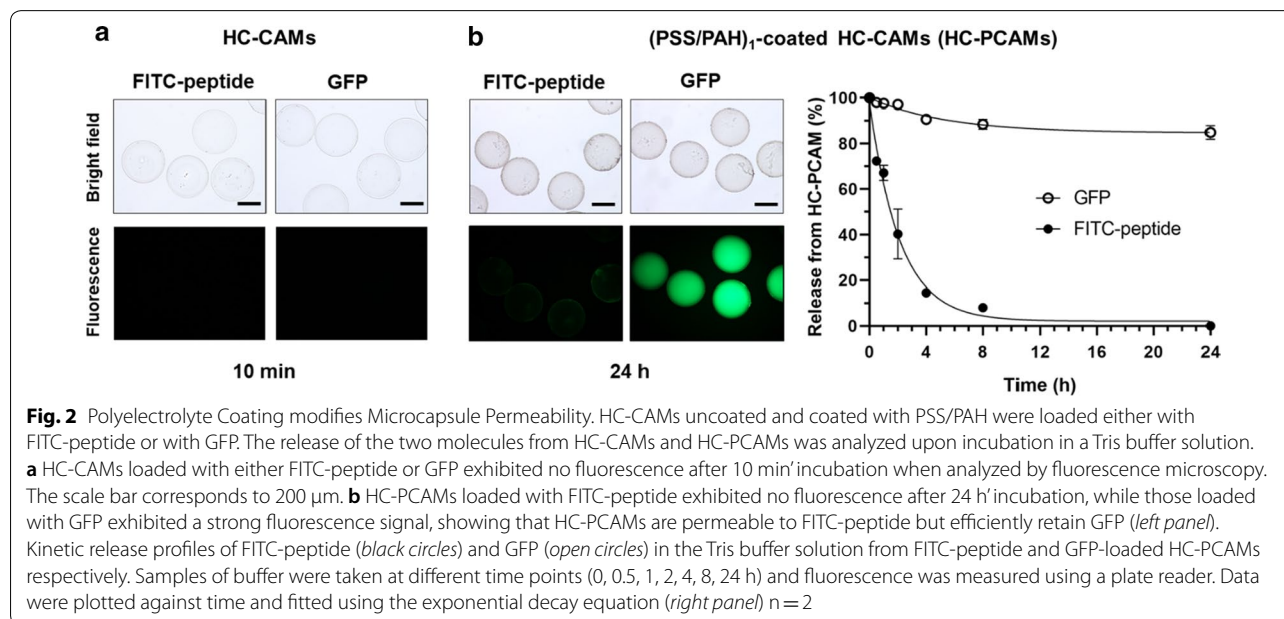 a
HC-CAMs
b
(PSS/PAH)₁-coated HC-CAMs (HC-PCAMs)
FITC-peptide
GFP
FITC-peptide
GFP
Bright field
Fluorescence
10 min
24 h
Release from HC-PCAM (%)
100
80
60
40
20
0
GFP
FITC-peptide
0 4 8 12 16 20 24
Time (h)
Fig. 2 Polyelectrolyte Coating modifies Microcapsule Permeability. HC-CAMs uncoated and coated with PSS/PAH were loaded either with
FITC-peptide or with GFP. The release of the two molecules from HC-CAMs and HC-PCAMs was analyzed upon incubation in a Tris buffer solution.
a HC-CAMs loaded with either FITC-peptide or GFP exhibited no fluorescence after 10 min’ incubation when analyzed by fluorescence microscopy.
The scale bar corresponds to 200 µm. b HC-PCAMs loaded with FITC-peptide exhibited no fluorescence after 24 h’ incubation, while those loaded
with GFP exhibited a strong fluorescence signal, showing that HC-PCAMs are permeable to FITC-peptide but efficiently retain GFP (left panel).
Kinetic release profiles of FITC-peptide (black circles) and GFP (open circles) in the Tris buffer solution from FITC-peptide and GFP-loaded HC-PCAMs
respectively. Samples of buffer were taken at different time points (0, 0.5, 1, 2, 4, 8, 24 h) and fluorescence was measured using a plate reader. Data
were plotted against time and fitted using the exponential decay equation (right panel) n = 2